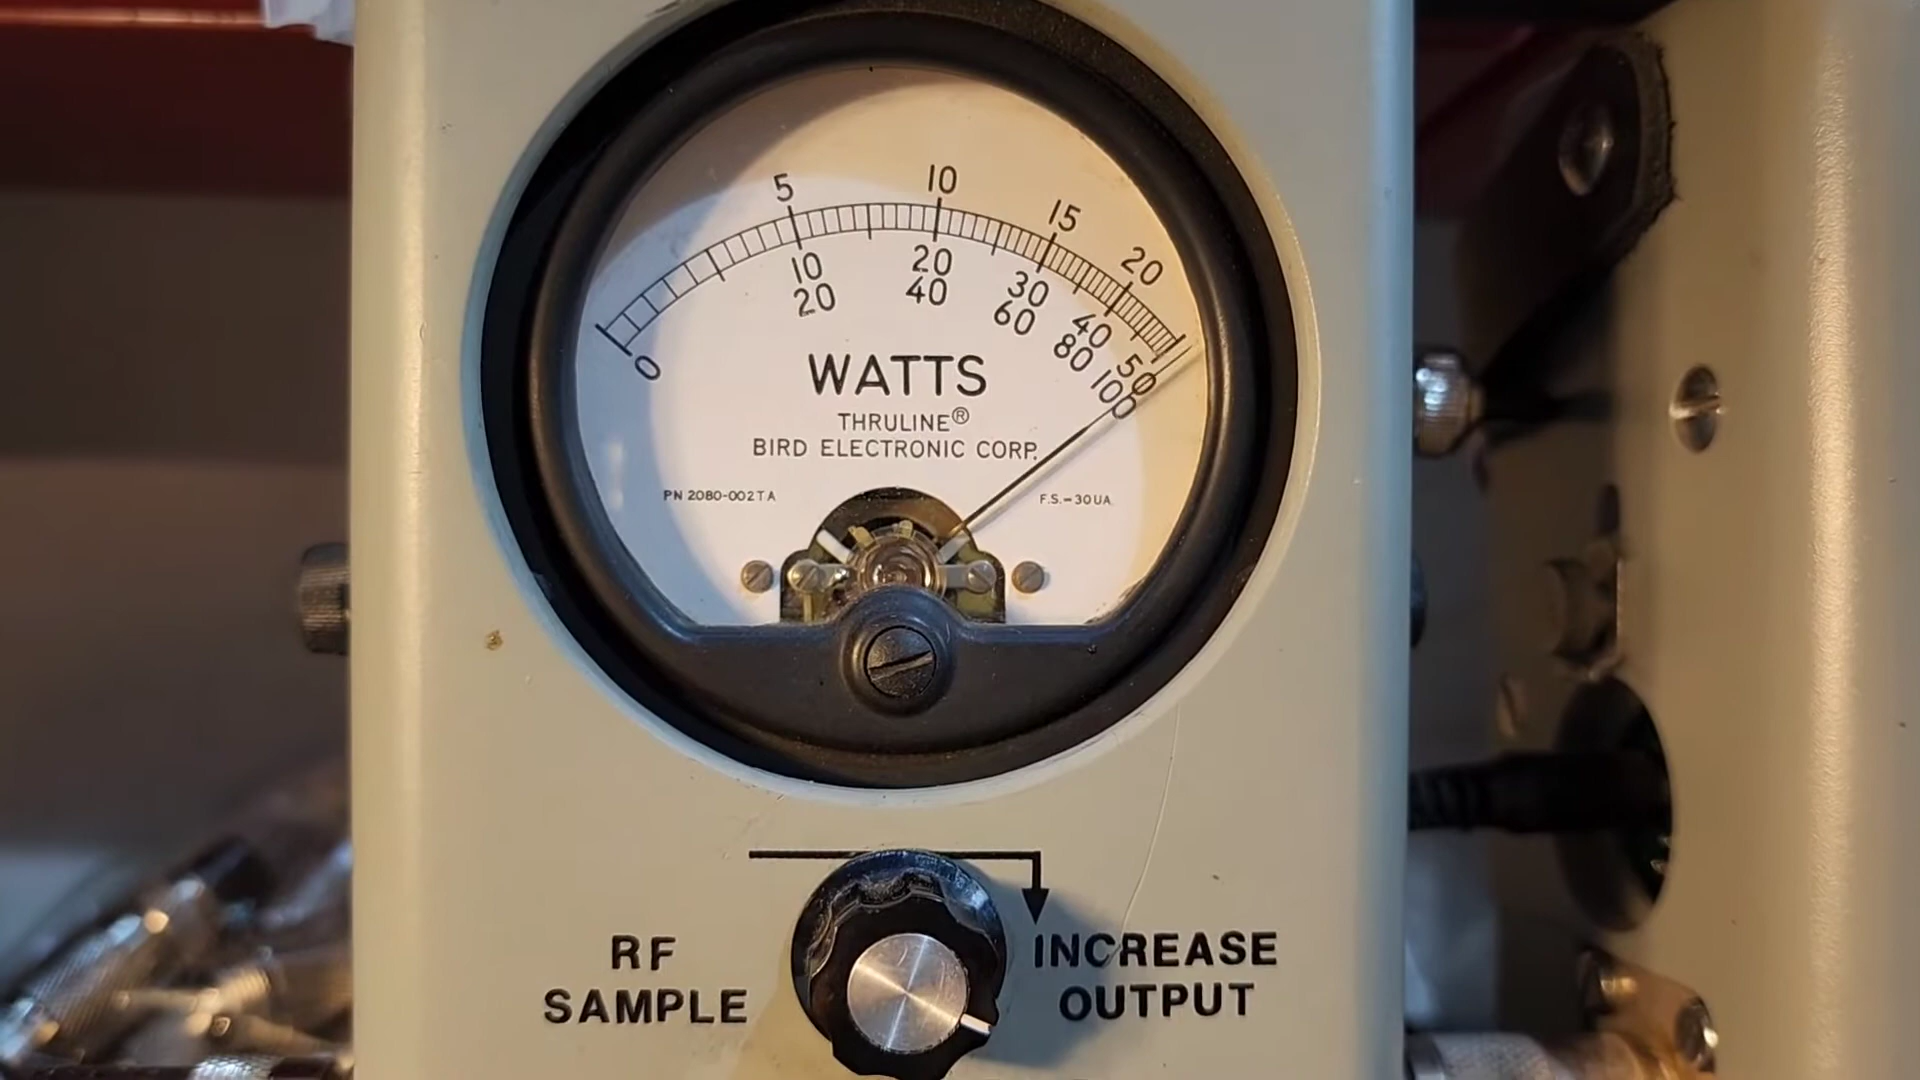 5 10 15 20
0 10 20 30 40 50
20 40 60 80 100
WATTS
THRULINE®
BIRD ELECTRONIC CORP.
PN 2080-002TA
F.S.-30UA
RF
SAMPLE
INCREASE
OUTPUT